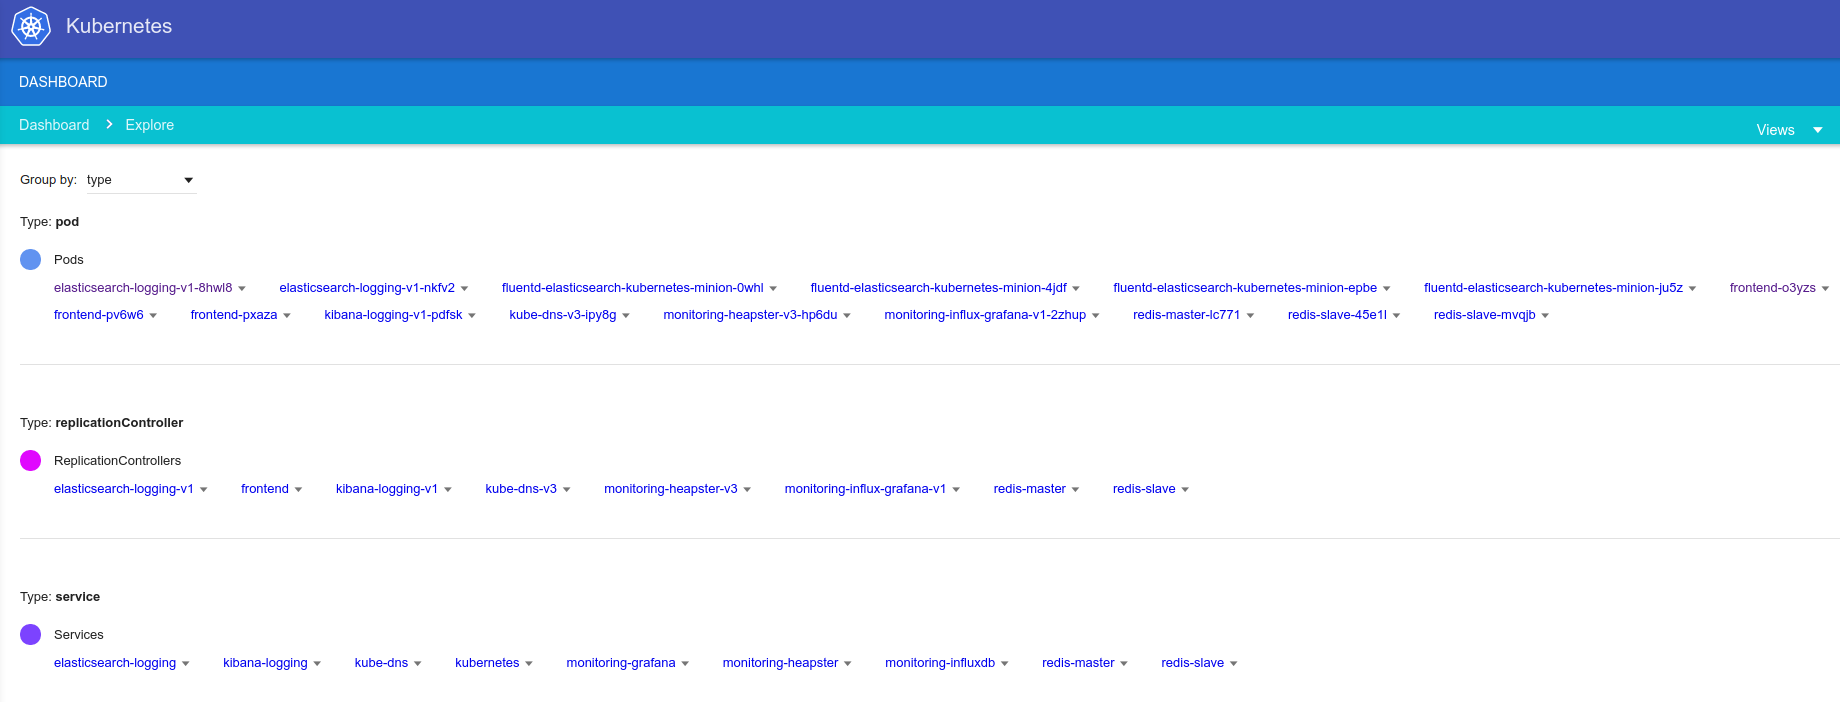 Kubernetes
DASHBOARD
Dashboard > Explore
Views
Group by: type
Type: pod
Pods
elasticsearch-logging-v1-8hwl8 elasticsearch-logging-v1-nkfv2 fluentd-elasticsearch-kubernetes-minion-0whl fluentd-elasticsearch-kubernetes-minion-4jdf fluentd-elasticsearch-kubernetes-minion-epbe fluentd-elasticsearch-kubernetes-minion-ju5z frontend-o3yzs
frontend-pv6w6 frontend-pxaza kibana-logging-v1-pdfsk kube-dns-v3-ipy8g monitoring-heapster-v3-hp6du monitoring-influx-grafana-v1-2zhup redis-master-lc771 redis-slave-45e1l redis-slave-mvqjb
Type: replicationController
ReplicationControllers
elasticsearch-logging-v1 frontend kibana-logging-v1 kube-dns-v3 monitoring-heapster-v3 monitoring-influx-grafana-v1 redis-master redis-slave
Type: service
Services
elasticsearch-logging kibana-logging kube-dns kubernetes monitoring-grafana monitoring-heapster monitoring-influxdb redis-master redis-slave